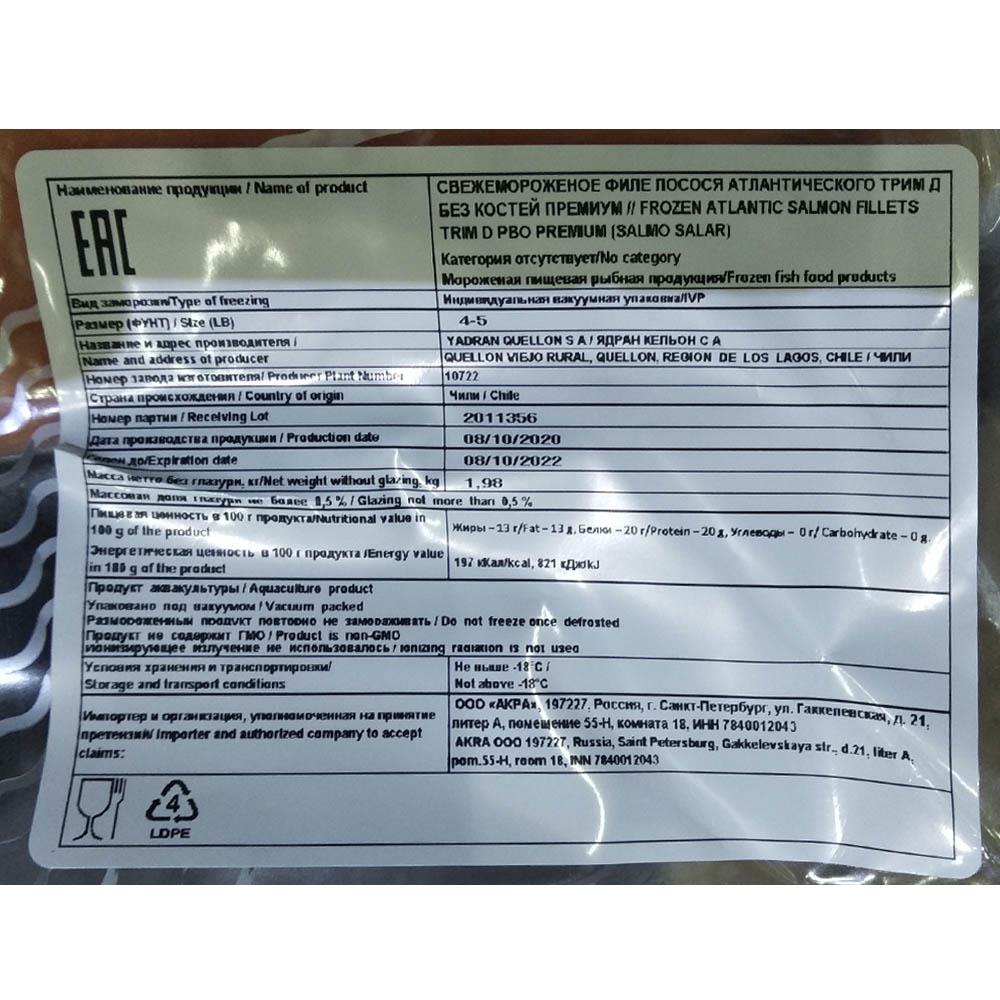 Наименование продукции / Name of product
EAC
СВЕЖЕМОРОЖЕНОЕ ФИЛЕ ЛОСОСЯ АТЛАНТИЧЕСКОГО ТРИМ Д
БЕЗ КОСТЕЙ ПРЕМИУМ // FROZEN ATLANTIC SALMON FILLETS
TRIM D PBO PREMIUM (SALMO SALAR)
Категория отсутствует/No category
Мороженая пищевая рыбная продукция/Frozen fish food products
Вид заморозки/Type of freezing
Индивидуальная вакуумная упаковка/IVP
Размер (ФУНТ) / Size (LB)
4-5
Название и адрес производителя /
Name and address of producer
YADRAN QUELLON S A / ЯДРАН КЕЛЬОН С А
QUELLON VIEJO RURAL, QUELLON, REGION DE LOS LAGOS, CHILE / ЧИЛИ
Номер завода изготовителя/ Producer Plant Number
10722
Страна происхождения / Country of origin
Чили / Chile
Номер партии / Receiving Lot
2011356
Дата производства продукции / Production date
08/10/2020
до/Expiration date
08/10/2022
Масса нетто без глазури, кг/Net weight without glazing, kg
1,98
Массовая доля глазури не более 0,5 % / Glazing not more than 0,5 %
Пищевая ценность в 100 г продукта/Nutritional value in
100 g of the product
Жиры – 13 г/Fat – 13 g, Белки – 20 г/Protein – 20 g, Углеводы – 0 г/ Carbohydrate – 0 g.
Энергетическая ценность в 100 г продукта /Energy value
in 100 g of the product
197 кКал/kcal, 821 кДж/kJ
Продукт аквакультуры / Aquaculture product
Упаковано под вакуумом / Vacuum packed
Размороженный продукт повторно не замораживать / Do not freeze once defrosted
Продукт не содержит ГМО / Product is non-GMO
Ионизирующее излучение не использовалось / Ionizing radiation is not used
Условия хранения и транспортировки/
Storage and transport conditions
Не выше -18°C /
Not above -18°C
Импортер и организация, уполномоченная на принятие
претензий/ Importer and authorized company to accept
claims:
ООО «АКРА», 197227, Россия, г. Санкт-Петербург, ул. Гаккелевская, д. 21,
литер А, помещение 55-Н, комната 18, ИНН 7840012043
AKRA OOO 197227, Russia, Saint Petersburg, Gakkelevskaya str., d.21, liter A,
pom.55-H, room 18, INN 7840012043
4
LDPE